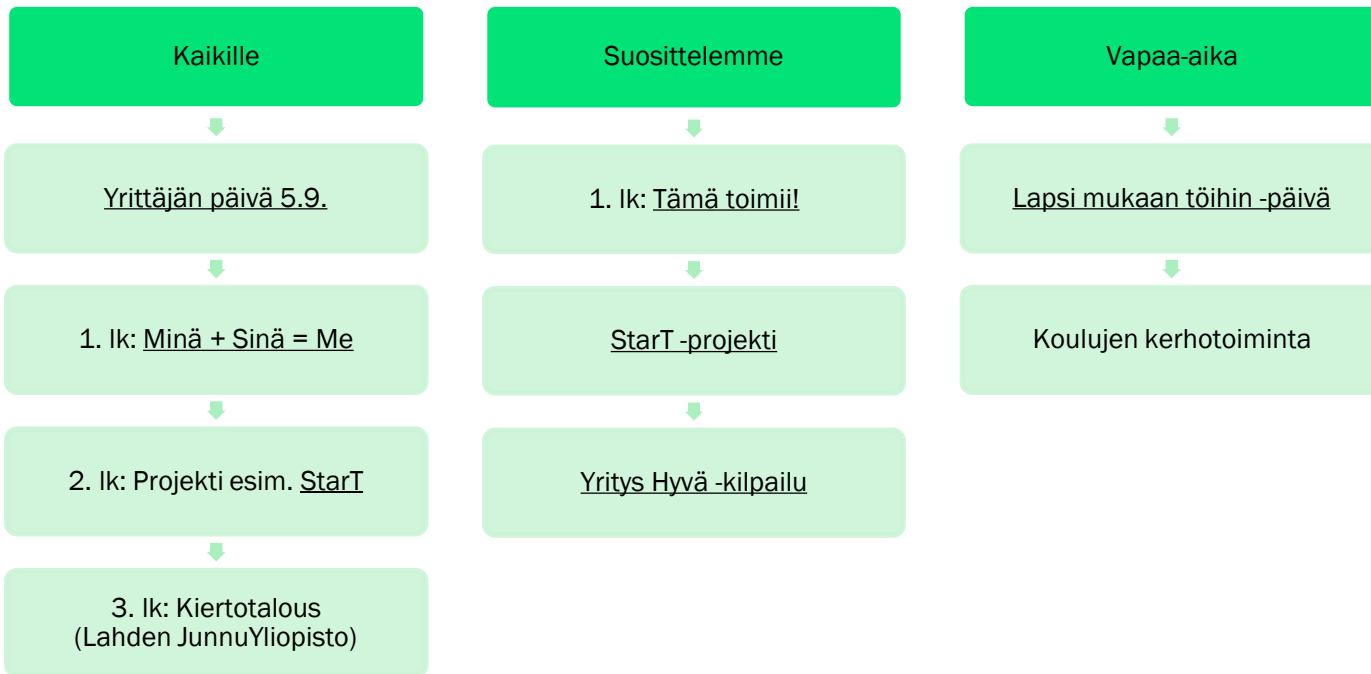 Kaikille
Yrittäjän päivä 5.9.
1. lk: Minä + Sinä = Me
2. lk: Projekti esim. StarT
3. lk: Kiertotalous
(Lahden JunnuYliopisto)
Suosittelemme
1. lk: Tämä toimii!
StarT -projekti
Yritys Hyvä -kilpailu
Vapaa-aika
Lapsi mukaan töihin -päivä
Koulujen kerhotoiminta